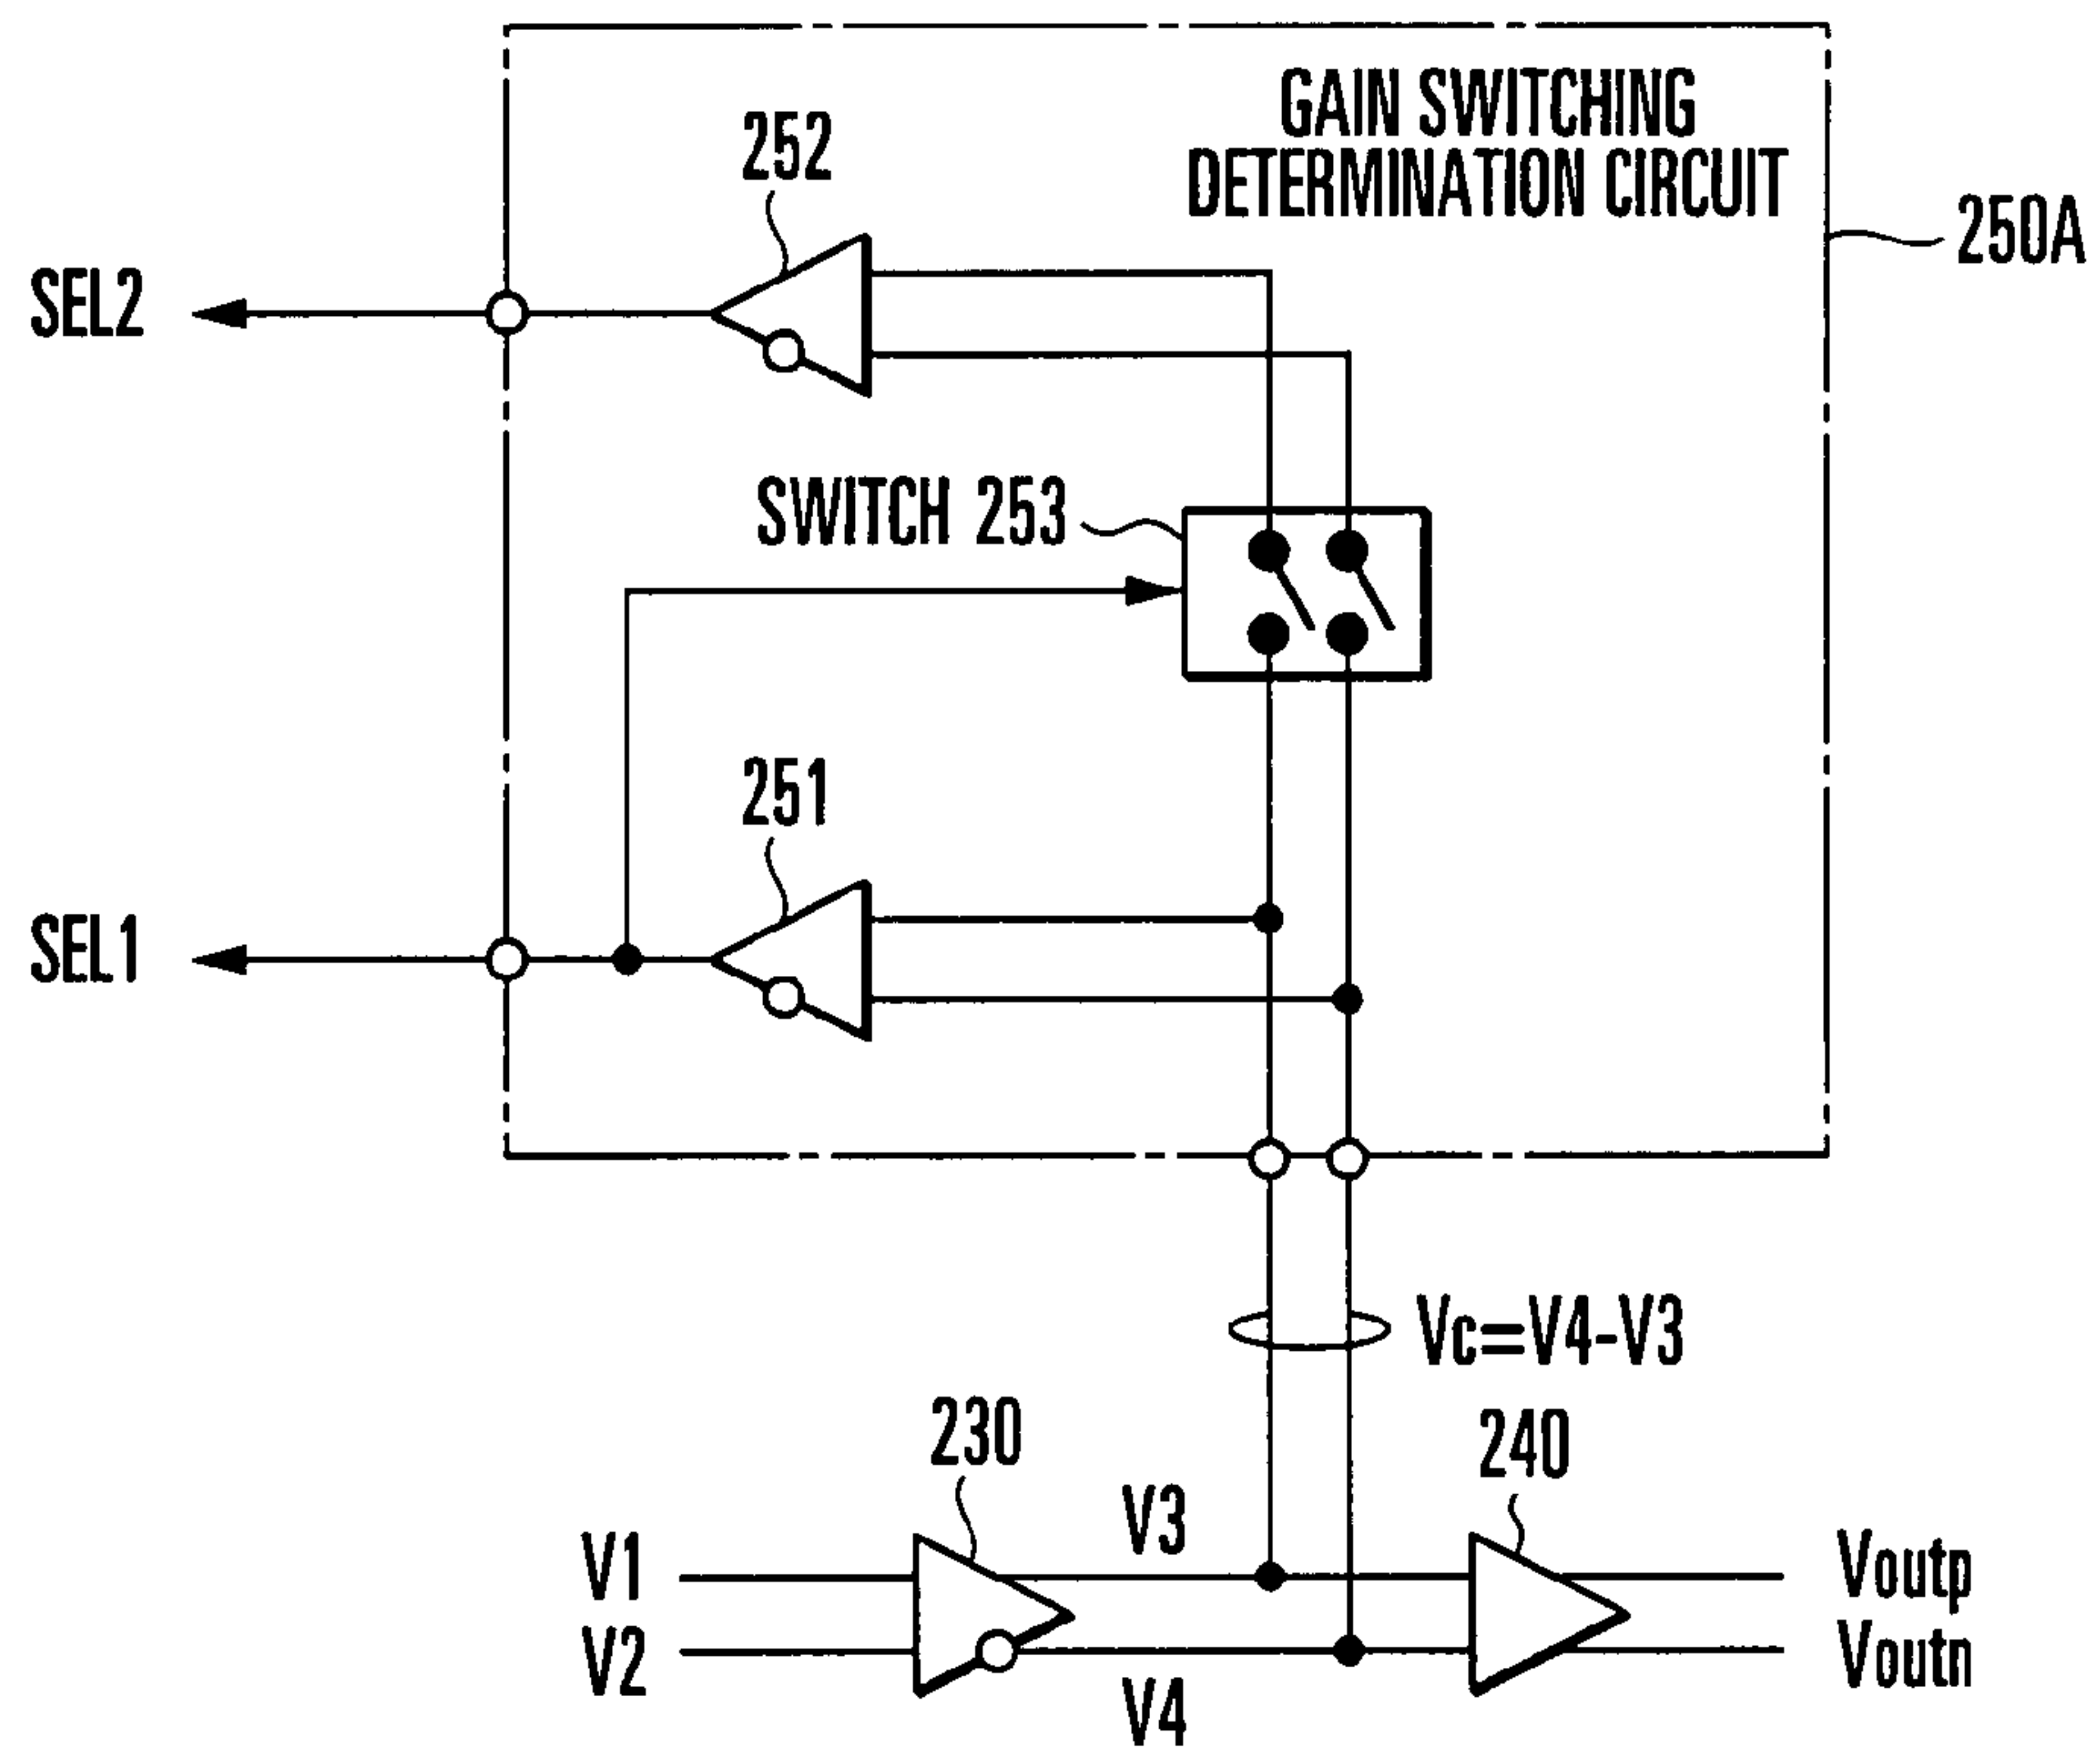 GAIN SWITCHING
DETERMINATION CIRCUIT
252
250A
SEL2
SWITCH 253
251
SEL1
Vc=V4-V3
230
240
V3
V1
Voutp
V2
Voutn
V4